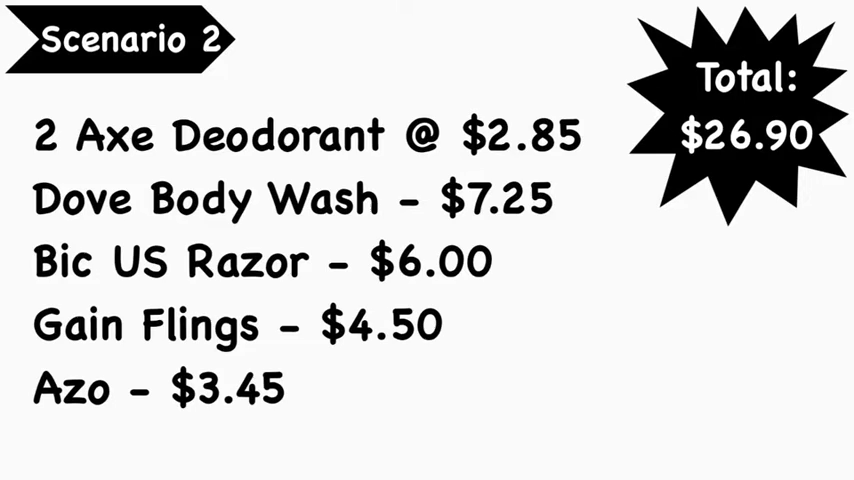 Scenario 2
Total:
$26.90
2 Axe Deodorant @ $2.85
Dove Body Wash - $7.25
Bic US Razor - $6.00
Gain Flings - $4.50
Azo - $3.45